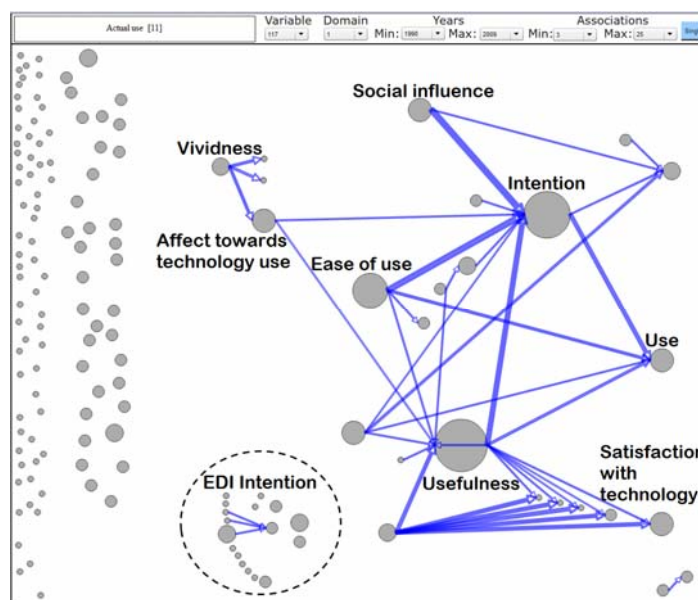 Actual use [11]
Variable Domain Years Associations
117 1 Min: Max: 2009 Min: 3 Max: 25
Social influence
Vividness
Intention
Affect towards
technology use
Ease of use
Use
Satisfaction
with
technology
Usefulness
EDI Intention